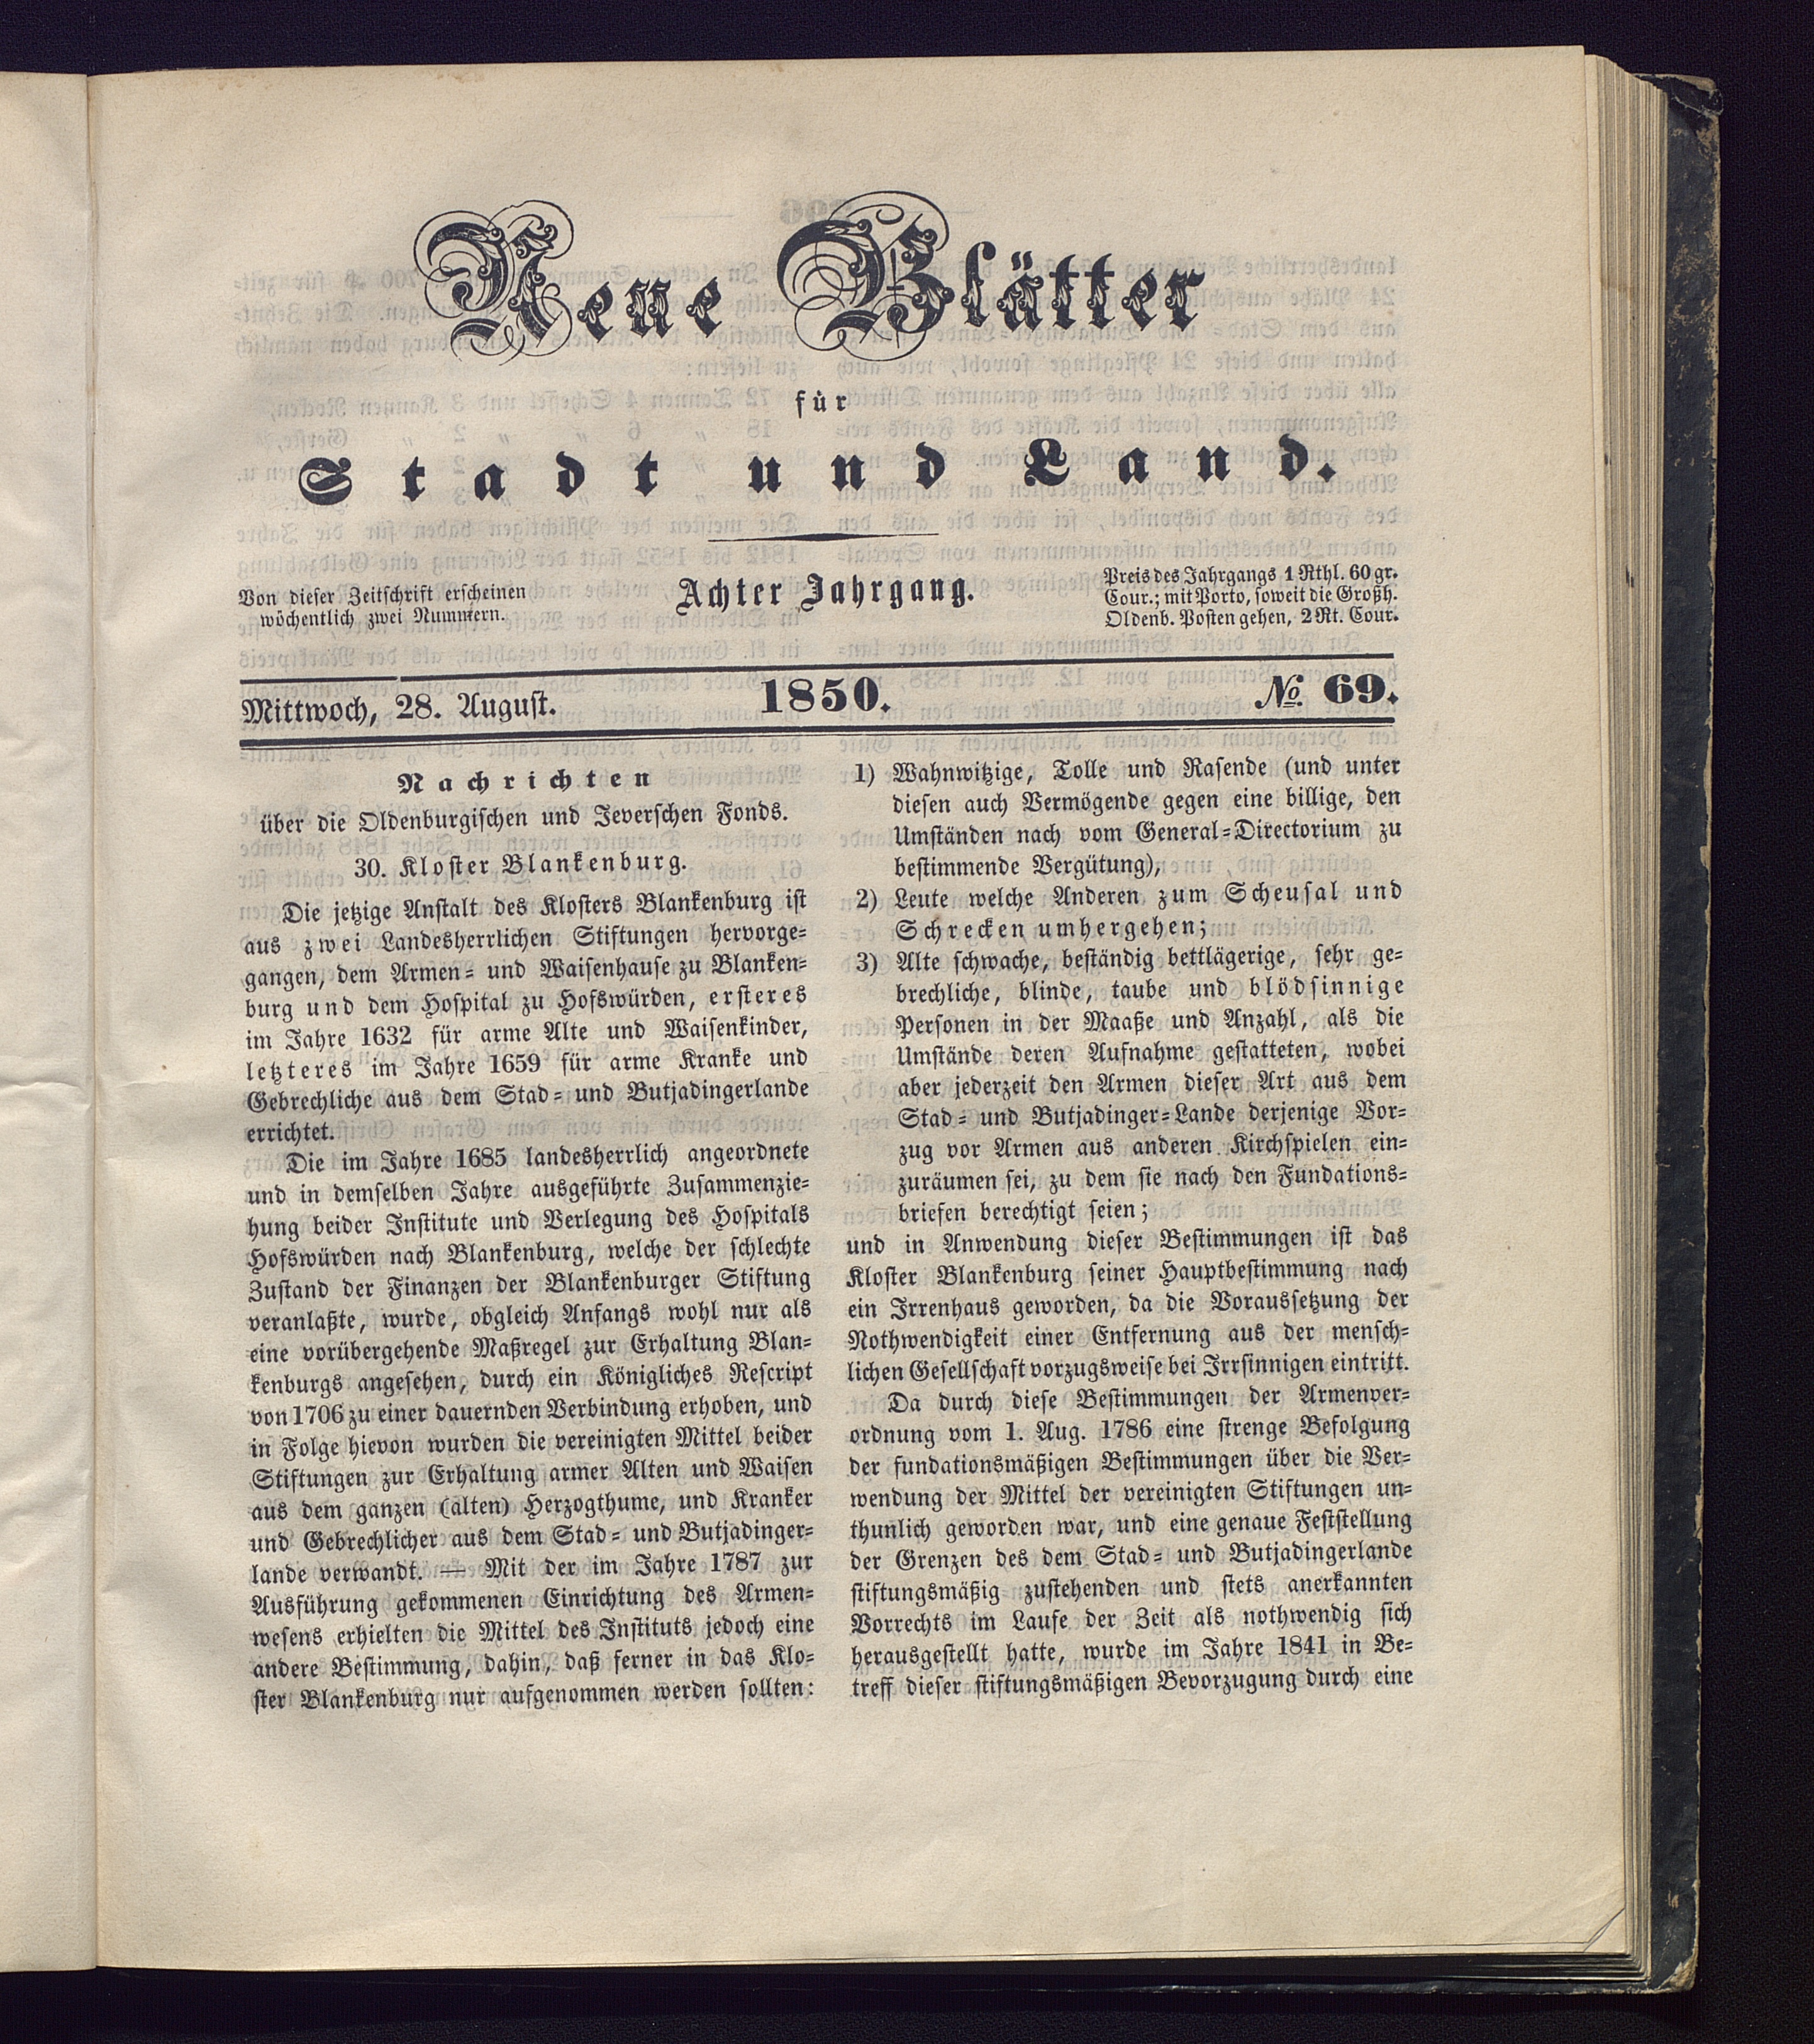 Neue Blätter
für
Stadt und Land.
Von dieser Zeitschrift erscheinen
wöchentlich zwei Nummern.
Achter Jahrgang.
Preis des Jahrgangs 1 Rthl. 60 gr.
Cour.; mit Porto, soweit die Großh.
Oldenb. Posten gehen, 2 Rt. Cour.
Mittwoch, 28. August. 1850. № 69.
Nachrichten
über die Oldenburgischen und Jeverschen Fonds.
30. Kloster Blankenburg.
Die jetzige Anstalt des Klosters Blankenburg ist
aus zwei Landesherrlichen Stiftungen hervorge-
gangen, dem Armen- und Waisenhause zu Blanken-
burg und dem Hospital zu Hofswürden, ersteres
im Jahre 1632 für arme Alte und Waisenkinder,
letzteres im Jahre 1659 für arme Kranke und
Gebrechliche aus dem Stad- und Butjadingerlande
errichtet.
Die im Jahre 1685 landesherrlich angeordnete
und in demselben Jahre ausgeführte Zusammenzie-
hung beider Institute und Verlegung des Hospitals
Hofswürden nach Blankenburg, welche der schlechte
Zustand der Finanzen der Blankenburger Stiftung
veranlaßte, wurde, obgleich Anfangs wohl nur als
eine vorübergehende Maßregel zur Erhaltung Blan-
kenburgs angesehen, durch ein Königliches Rescript
von 1706 zu einer dauernden Verbindung erhoben, und
in Folge hievon wurden die vereinigten Mittel beider
Stiftungen zur Erhaltung armer Alten und Waisen
aus dem ganzen (alten) Herzogthume, und Kranker
und Gebrechlicher aus dem Stad- und Butjadinger-
lande verwandt. — Mit der im Jahre 1787 zur
Ausführung gekommenen Einrichtung des Armen-
wesens erhielten die Mittel des Instituts jedoch eine
andere Bestimmung, dahin, daß ferner in das Klo-
ster Blankenburg nur aufgenommen werden sollten:
1) Wahnwitzige, Tolle und Rasende (und unter
diesen auch Vermögende gegen eine billige, den
Umständen nach vom General-Directorium zu
bestimmende Vergütung),
2) Leute welche Anderen zum Scheusal und
Schrecken umhergehen;
3) Alte schwache, beständig bettlägerige, sehr ge-
brechliche, blinde, taube und blödsinnige
Personen in der Maaße und Anzahl, als die
Umstände deren Aufnahme gestatteten, wobei
aber jederzeit den Armen dieser Art aus dem
Stad- und Butjadinger-Lande derjenige Vor-
zug vor Armen aus anderen Kirchspielen ein-
zuräumen sei, zu dem sie nach den Fundations-
briefen berechtigt seien;
und in Anwendung dieser Bestimmungen ist das
Kloster Blankenburg seiner Hauptbestimmung nach
ein Irrenhaus geworden, da die Voraussetzung der
Nothwendigkeit einer Entfernung aus der mensch-
lichen Gesellschaft vorzugsweise bei Irrsinnigen eintritt.
Da durch diese Bestimmungen der Armenver-
ordnung vom 1. Aug. 1786 eine strenge Befolgung
der fundationsmäßigen Bestimmungen über die Ver-
wendung der Mittel der vereinigten Stiftungen un-
thunlich geworden war, und eine genaue Feststellung
der Grenzen des dem Stad- und Butjadingerlande
stiftungsmäßig zustehenden und stets anerkannten
Vorrechts im Laufe der Zeit als nothwendig sich
herausgestellt hatte, wurde im Jahre 1841 in Be-
treff dieser stiftungsmäßigen Bevorzugung durch eine